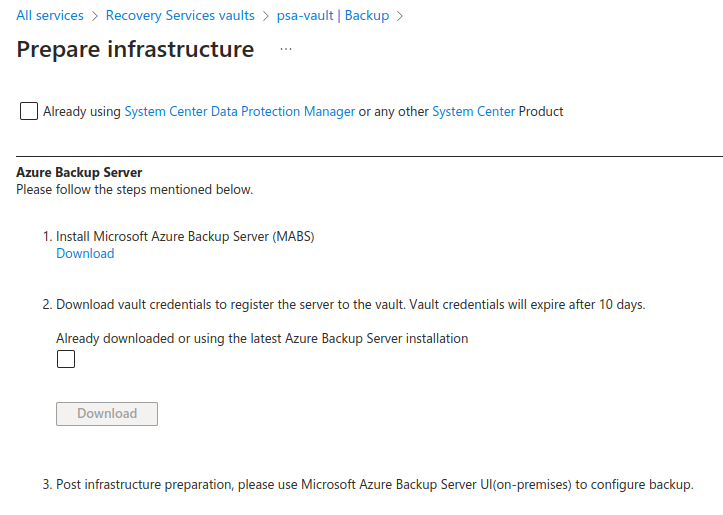 All services > Recovery Services vaults > psa-vault | Backup >
Prepare infrastructure ...
Already using System Center Data Protection Manager or any other System Center Product
Azure Backup Server
Please follow the steps mentioned below.
1. Install Microsoft Azure Backup Server (MABS)
Download
2. Download vault credentials to register the server to the vault. Vault credentials will expire after 10 days.
Already downloaded or using the latest Azure Backup Server installation
Download
3. Post infrastructure preparation, please use Microsoft Azure Backup Server UI(on-premises) to configure backup.